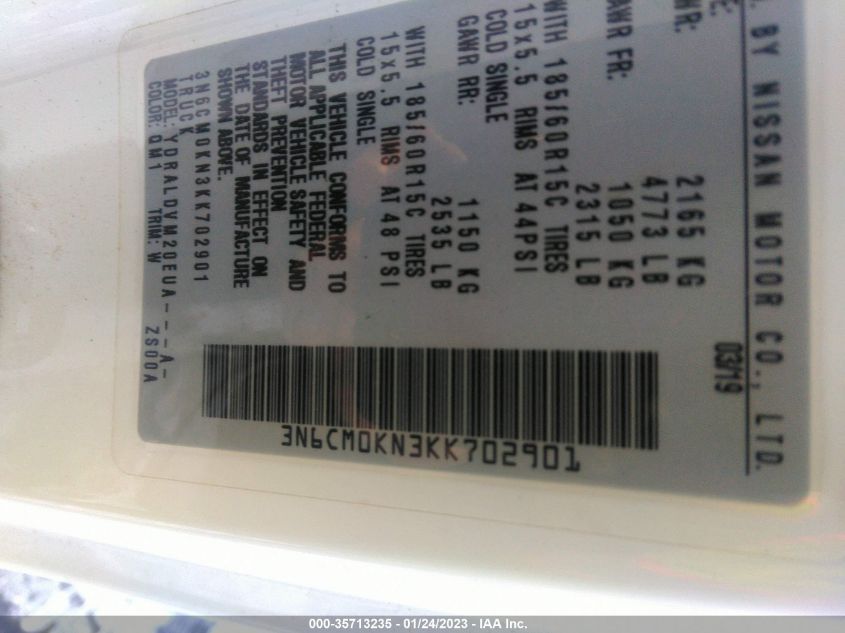 BY NISSAN MOTOR CO., LTD.
03/19
WR: 2165 KG
4773 LB
AWR FR: 1050 KG
2315 LB
WITH 185/60R15C TIRES
15x5.5 RIMS AT 44PSI
COLD SINGLE
GAWR RR: 1150 KG
2535 LB
WITH 185/60R15C TIRES
15x5.5 RIMS AT 48 PSI
COLD SINGLE
THIS VEHICLE CONFORMS TO
ALL APPLICABLE FEDERAL
MOTOR VEHICLE SAFETY AND
THEFT PREVENTION
STANDARDS IN EFFECT ON
THE DATE OF MANUFACTURE
SHOWN ABOVE.
3N6CM0KN3KK702901
TRUCK
MODEL: YDRALDVM20EUA---A-
COLOR: QM1 TRIM: W ZS00A
3N6CM0KN3KK702901
000-35713235 - 01/24/2023 - IAA Inc.